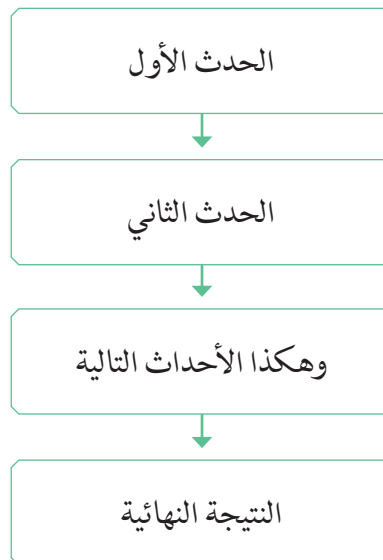 الحدث الأول
الحدث الثاني
وهكذا الأحداث التالية
النتيجة النهائية